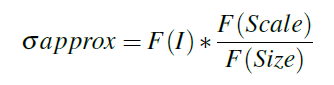 σapprox = F(I) * F(Scale) / F(Size)